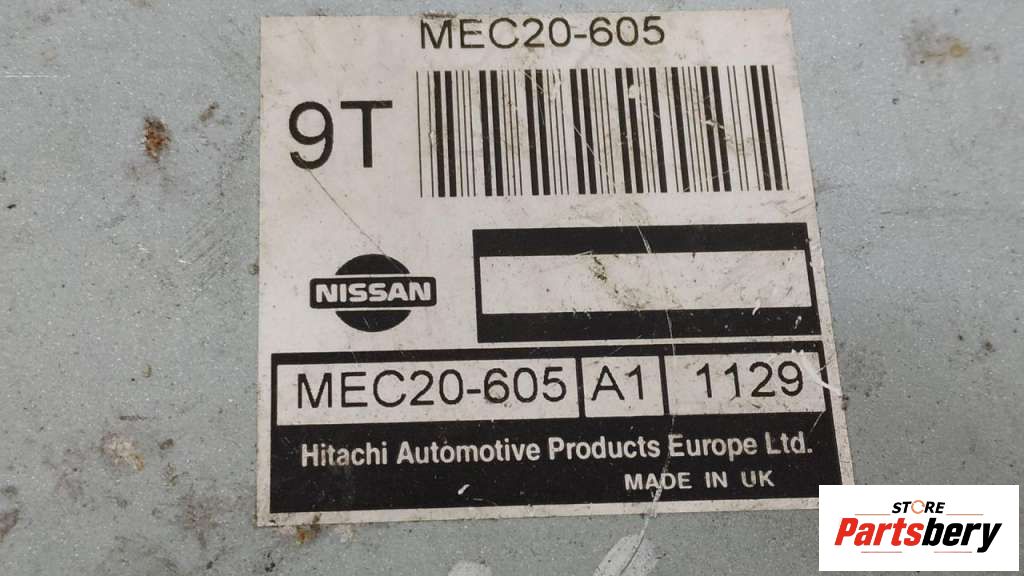 MEC20-605
9T
NISSAN
MEC20-605 A1 1129
Hitachi Automotive Products Europe Ltd.
MADE IN UK
STORE
Partsbery